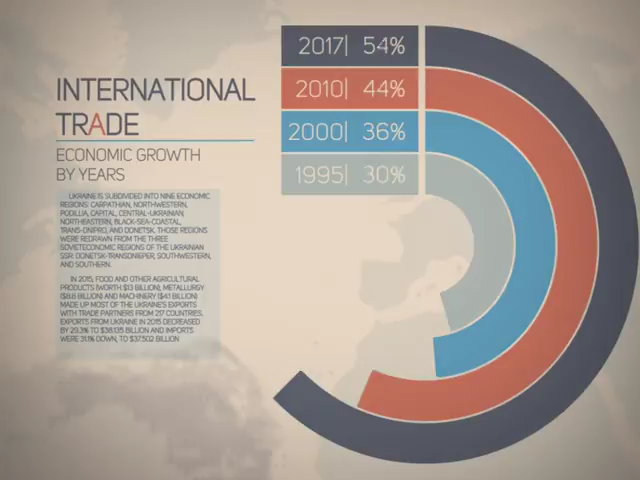 2017| 54%
2010| 44%
2000| 36%
1995| 30%
INTERNATIONAL
TRADE
ECONOMIC GROWTH
BY YEARS
UKRAINE IS SUBDIVIDED INTO NINE ECONOMIC
REGIONS: CARPATHIAN, NORTHWESTERN,
PODILLIA, CAPITAL, CENTRAL-UKRAINIAN,
NORTHEASTERN, BLACK-SEA-COASTAL,
TRANS-DNIPRO, AND DONETSK. THOSE REGIONS
WERE REDRAWN FROM THE THREE
SOVIETECONOMIC REGIONS OF THE UKRAINIAN
SSR: DONETSK-TRANSDNIEPER, SOUTHWESTERN,
AND SOUTHERN.
IN 2015, FOOD AND OTHER AGRICULTURAL
PRODUCTS (WORTH $13 BILLION), METALLURGY
($8.8 BILLION) AND MACHINERY ($4.1 BILLION)
MADE UP MOST OF THE UKRAINE'S EXPORTS
WITH TRADE PARTNERS FROM 217 COUNTRIES.
EXPORTS FROM UKRAINE IN 2015 DECREASED
BY 29.3% TO $38.135 BILLION AND IMPORTS
WERE 31.1% DOWN, TO $37.502 BILLION